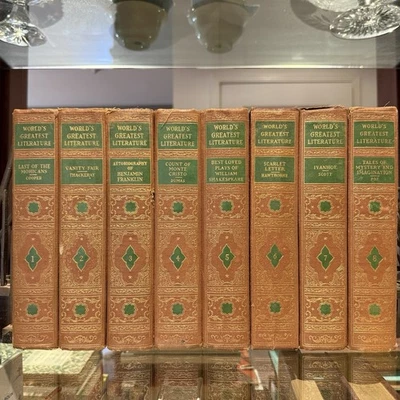 WORLD'S
GREATEST
LITERATURE
LAST OF THE
MOHICANS
COOPER
1
WORLD'S
GREATEST
LITERATURE
VANITY FAIR
THACKERAY
2
WORLD'S
GREATEST
LITERATURE
AUTOBIOGRAPHY
OF
BENJAMIN
FRANKLIN
3
WORLD'S
GREATEST
LITERATURE
COUNT OF
MONTE
CRISTO
DUMAS
4
WORLD'S
GREATEST
LITERATURE
BEST LOVED
PLAYS OF
WILLIAM
SHAKESPEARE
5
WORLD'S
GREATEST
LITERATURE
SCARLET
LETTER
HAWTHORNE
6
WORLD'S
GREATEST
LITERATURE
IVANHOE
SCOTT
7
WORLD'S
GREATEST
LITERATURE
TALES OF
MYSTERY AND
IMAGINATION
POE
8